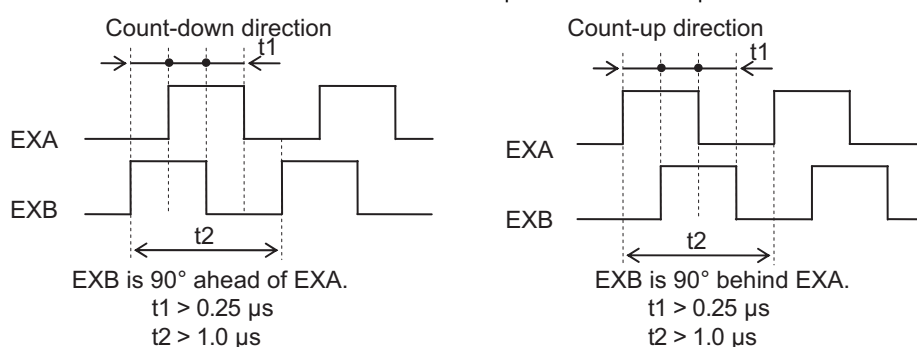 Count-down direction
t1
EXA
EXB
t2
EXB is 90° ahead of EXA.
t1 > 0.25 μs
t2 > 1.0 μs
Count-up direction
t1
EXA
EXB
t2
EXB is 90° behind EXA.
t1 > 0.25 μs
t2 > 1.0 μs